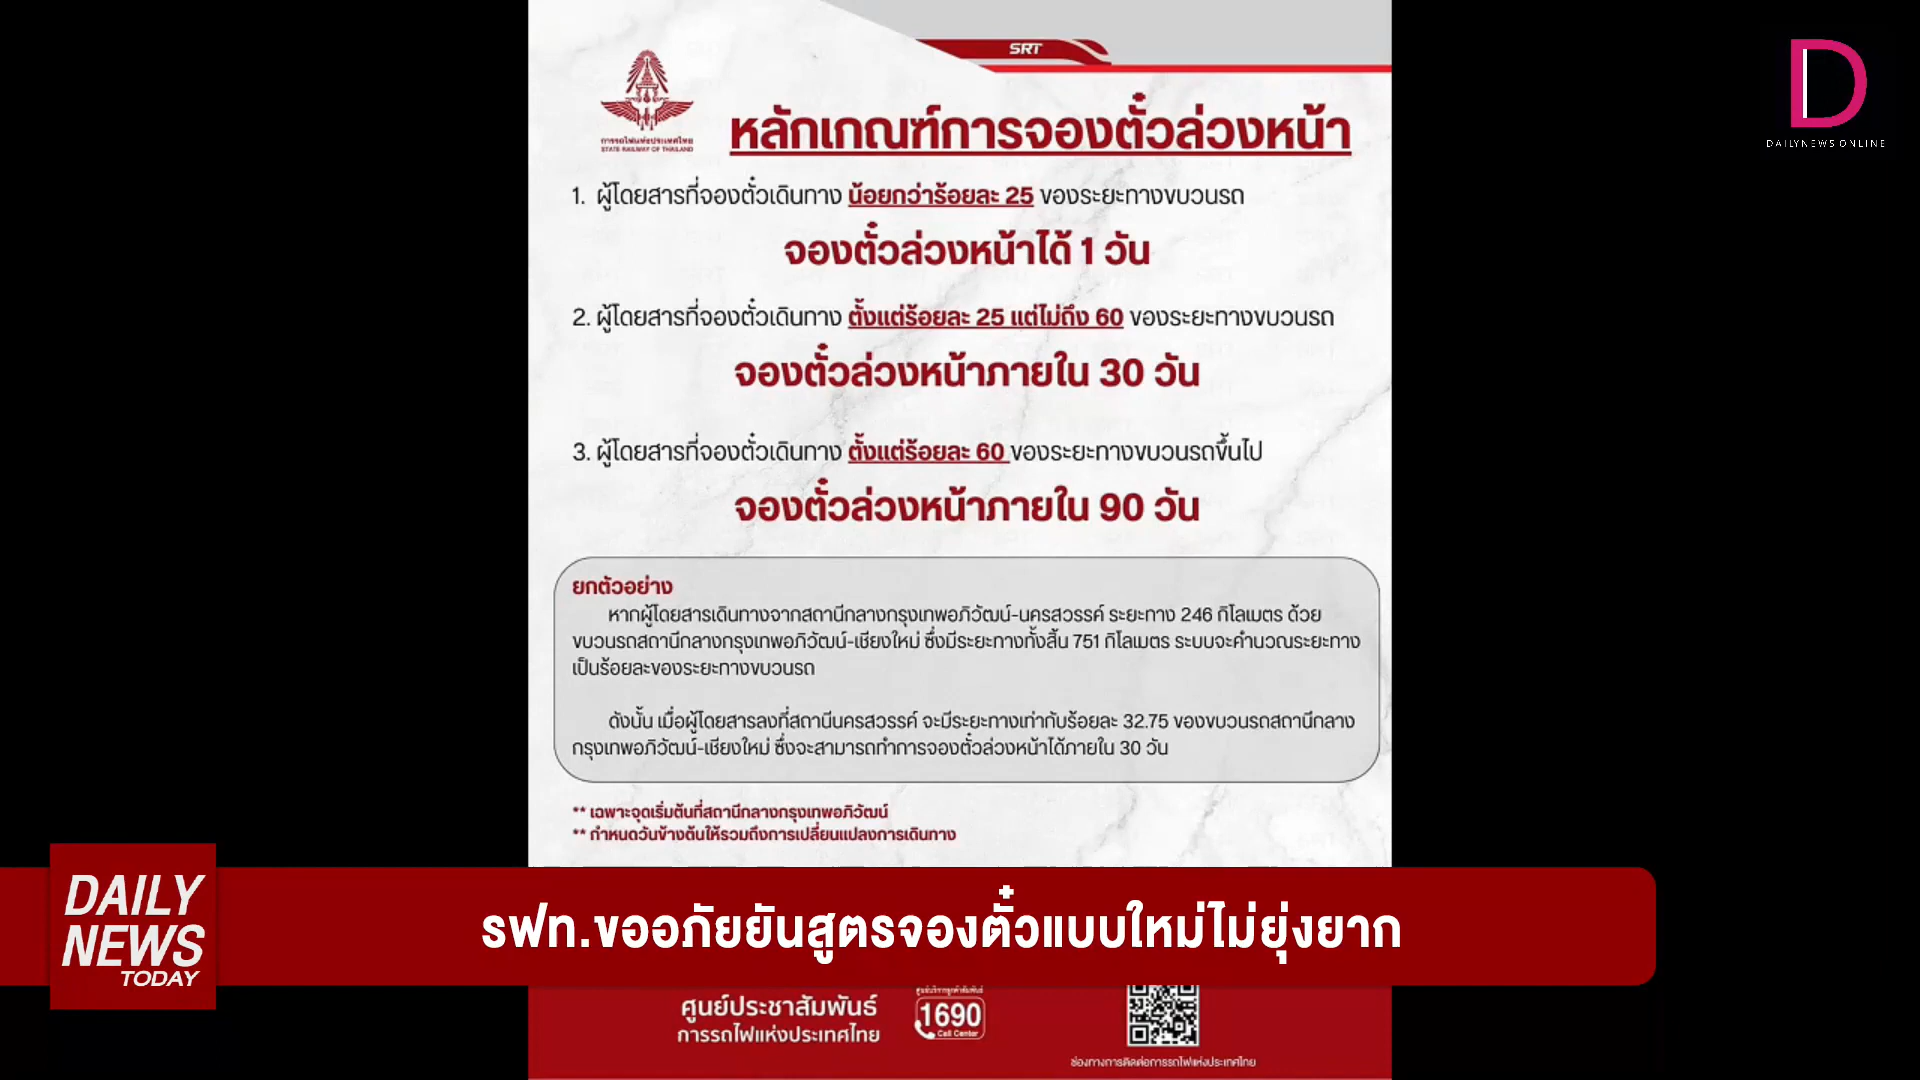 SRT
D
DAILYNEWS ONLINE
การรถไฟแห่งประเทศไทย
STATE RAILWAY OF THAILAND
หลักเกณฑ์การจองตั๋วล่วงหน้า
1. ผู้โดยสารที่จองตั๋วเดินทาง น้อยกว่าร้อยละ 25 ของระยะทางขบวนรถ
จองตั๋วล่วงหน้าได้ 1 วัน
2. ผู้โดยสารที่จองตั๋วเดินทาง ตั้งแต่ร้อยละ 25 แต่ไม่ถึง 60 ของระยะทางขบวนรถ
จองตั๋วล่วงหน้าภายใน 30 วัน
3. ผู้โดยสารที่จองตั๋วเดินทาง ตั้งแต่ร้อยละ 60 ของระยะทางขบวนรถขึ้นไป
จองตั๋วล่วงหน้าภายใน 90 วัน
ยกตัวอย่าง
หากผู้โดยสารเดินทางจากสถานีกลางกรุงเทพอภิวัฒน์-นครสวรรค์ ระยะทาง 246 กิโลเมตร ด้วย
ขบวนรถสถานีกลางกรุงเทพอภิวัฒน์-เชียงใหม่ ซึ่งมีระยะทางทั้งสิ้น 751 กิโลเมตร ระบบจะคำนวณระยะทาง
เป็นร้อยละของระยะทางขบวนรถ
ดังนั้น เมื่อผู้โดยสารลงที่สถานีนครสวรรค์ จะมีระยะทางเท่ากับร้อยละ 32.75 ของขบวนรถสถานีกลาง
กรุงเทพอภิวัฒน์-เชียงใหม่ ซึ่งจะสามารถทำการจองตั๋วล่วงหน้าได้ภายใน 30 วัน
** เฉพาะจุดเริ่มต้นที่สถานีกลางกรุงเทพอภิวัฒน์
** กำหนดวันข้างต้นให้รวมถึงการเปลี่ยนแปลงการเดินทาง
DAILY
NEWS
TODAY
รฟท.ขออภัยยันสูตรจองตั๋วแบบใหม่ไม่ยุ่งยาก
ศูนย์ประชาสัมพันธ์
การรถไฟแห่งประเทศไทย
ศูนย์บริการลูกค้าสัมพันธ์
1690
Call Center
ช่องทางการติดต่อการรถไฟแห่งประเทศไทย